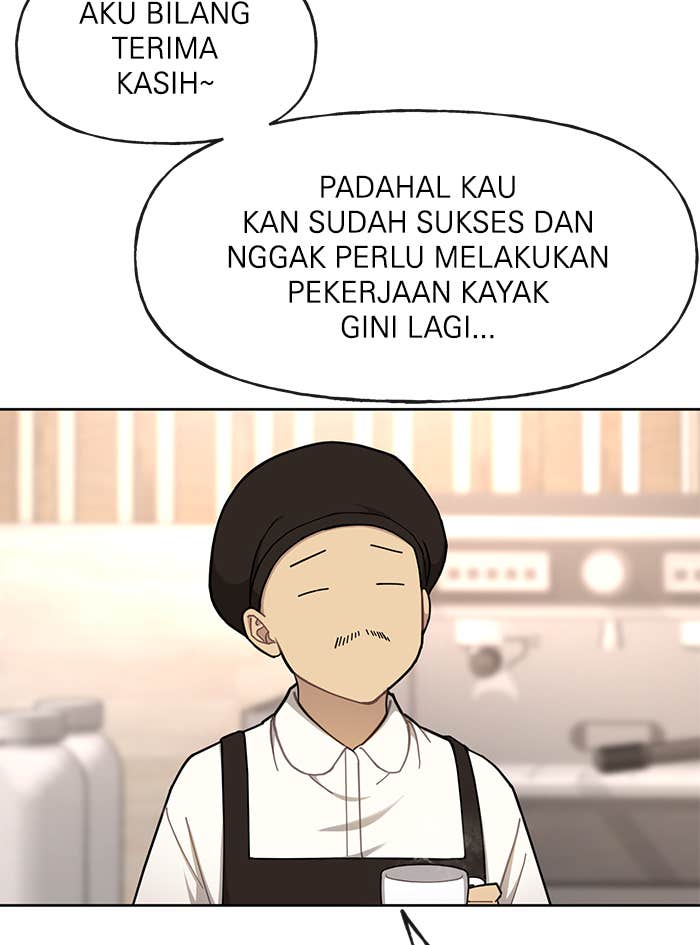 AKU BILANG
TERIMA
KASIH~
PADAHAL KAU
KAN SUDAH SUKSES DAN
NGGAK PERLU MELAKUKAN
PEKERJAAN KAYAK
GINI LAGI...